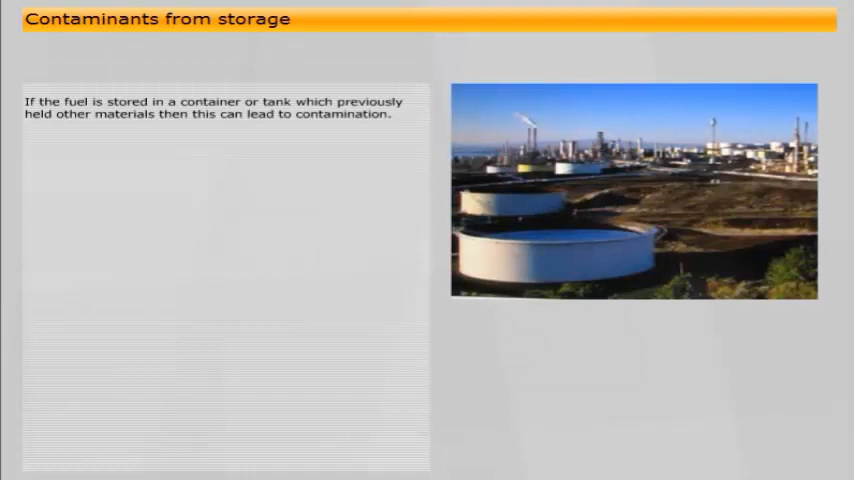 Contaminants from storage
If the fuel is stored in a container or tank which previously
held other materials then this can lead to contamination.